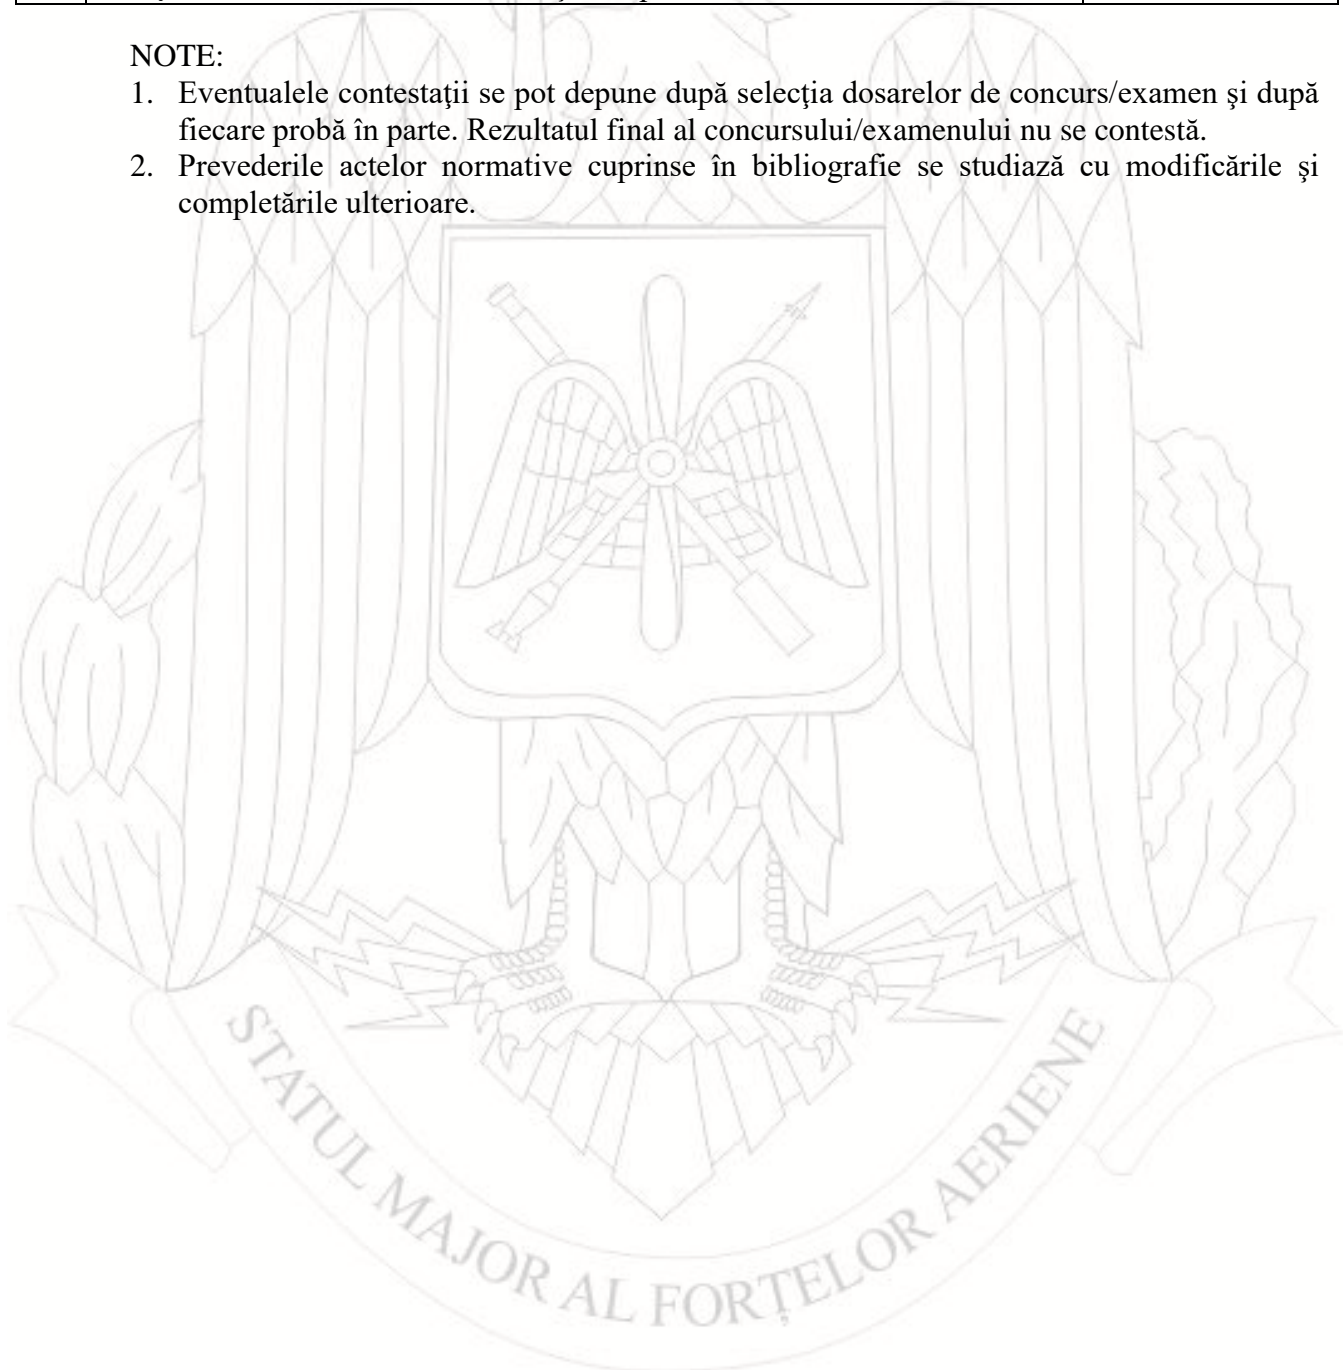 NOTE:
1. Eventualele contestaţii se pot depune după selecţia dosarelor de concurs/examen şi după
fiecare probă în parte. Rezultatul final al concursului/examenului nu se contestă.
2. Prevederile actelor normative cuprinse în bibliografie se studiază cu modificările şi
completările ulterioare.
STATUL MAJOR AL FORȚELOR AERIENE